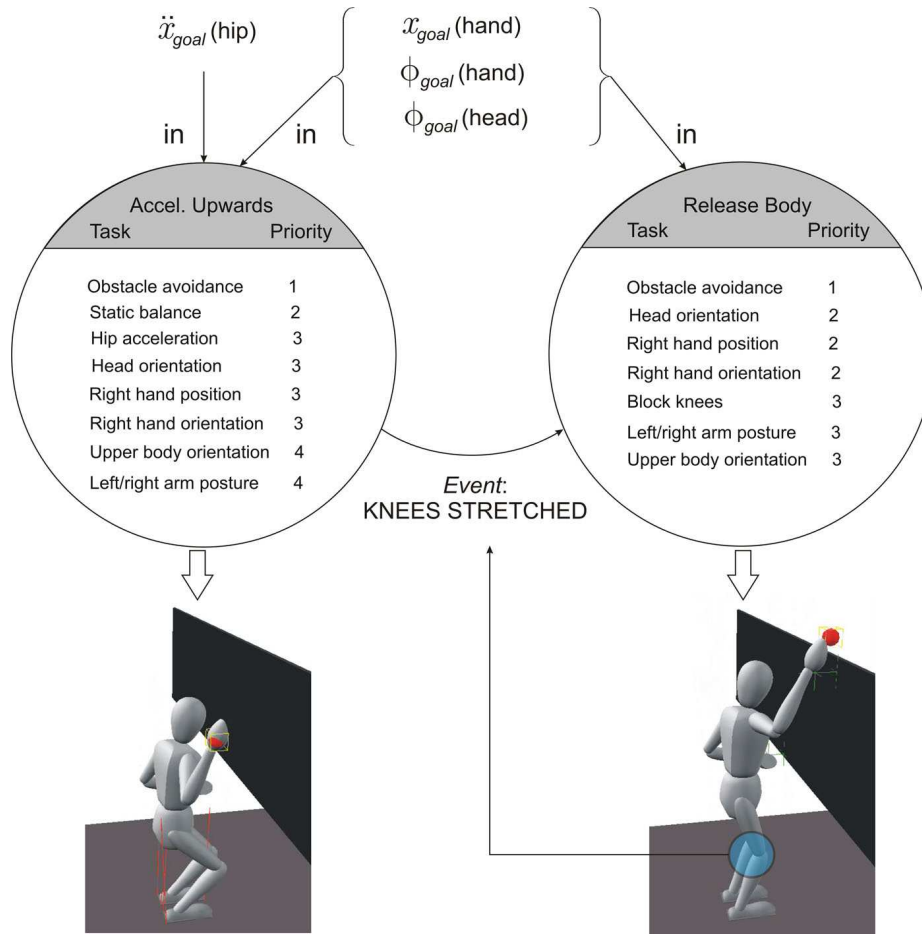 ẍgoal (hip)
xgoal (hand)
ϕgoal (hand)
ϕgoal (head)
in
in
in
Accel. Upwards
Task Priority
Obstacle avoidance 1
Static balance 2
Hip acceleration 3
Head orientation 3
Right hand position 3
Right hand orientation 3
Upper body orientation 4
Left/right arm posture 4
Release Body
Task Priority
Obstacle avoidance 1
Head orientation 2
Right hand position 2
Right hand orientation 2
Block knees 3
Left/right arm posture 3
Upper body orientation 3
Event:
KNEES STRETCHED